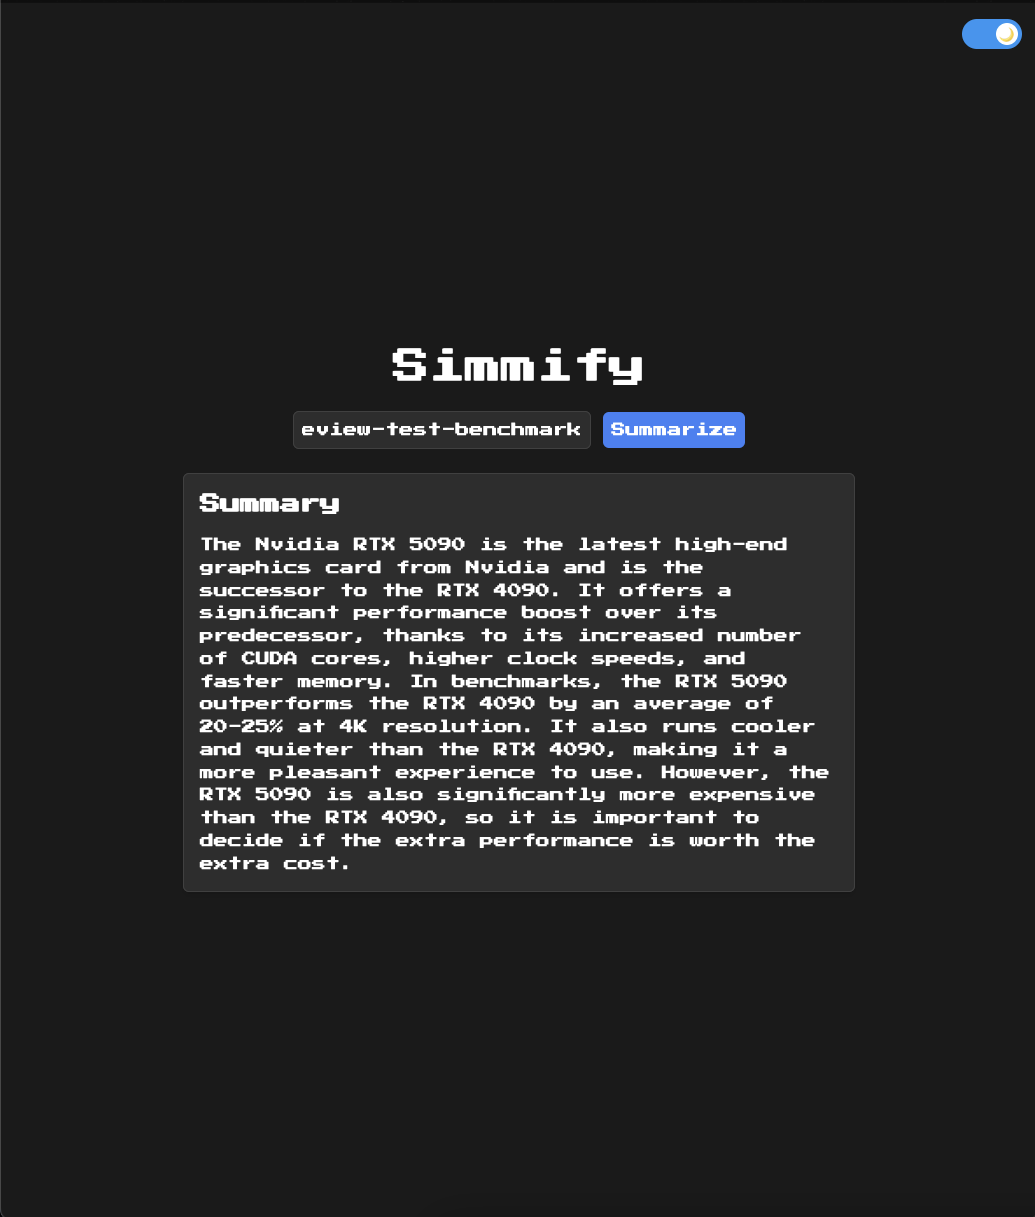 Simmify
eview-test-benchmark
Summarize
Summary
The Nvidia RTX 5090 is the latest high-end
graphics card from Nvidia and is the
successor to the RTX 4090. It offers a
significant performance boost over its
predecessor, thanks to its increased number
of CUDA cores, higher clock speeds, and
faster memory. In benchmarks, the RTX 5090
outperforms the RTX 4090 by an average of
20-25% at 4K resolution. It also runs cooler
and quieter than the RTX 4090, making it a
more pleasant experience to use. However, the
RTX 5090 is also significantly more expensive
than the RTX 4090, so it is important to
decide if the extra performance is worth the
extra cost.